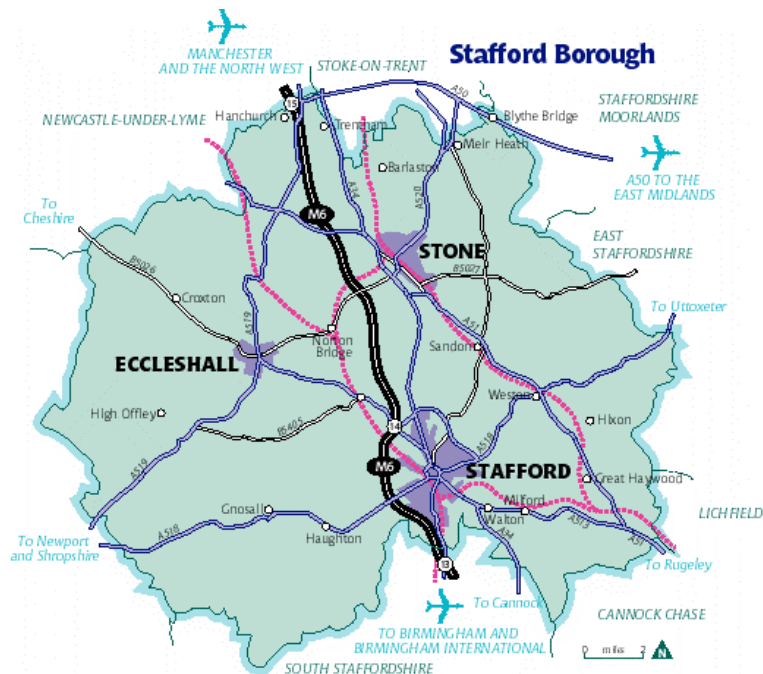 Stafford Borough
MANCHESTER
AND THE NORTH WEST
STOKE-ON-TRENT
A50
STAFFORDSHIRE
MOORLANDS
15
Hanchurch
NEWCASTLE-UNDER-LYME
Trentham
Blythe Bridge
Meir Heath
Barlaston
A34
A520
A50 TO THE
EAST MIDLANDS
To
Cheshire
M6
STONE
EAST
STAFFORDSHIRE
B5026
B5027
Croxton
To Uttoxeter
A519
A51
Norton
Bridge
Sandon
ECCLESHALL
Weston
High Offley
Hixon
14
B5405
A518
M6
STAFFORD
A519
Great Haywood
Gnosall
Milford
Walton
LICHFIELD
A518
Haughton
A34
A513
A51
To Newport
and Shropshire
To Rugeley
13
To Cannock
CANNOCK CHASE
TO BIRMINGHAM AND
BIRMINGHAM INTERNATIONAL
0 miles 2
N
SOUTH STAFFORDSHIRE